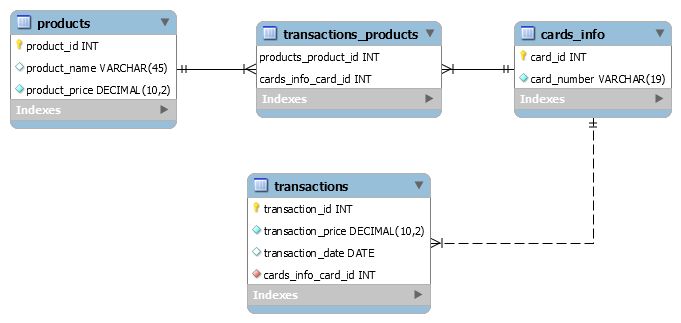 products
product_id INT
product_name VARCHAR(45)
product_price DECIMAL(10,2)
Indexes
transactions_products
products_product_id INT
cards_info_card_id INT
Indexes
cards_info
card_id INT
card_number VARCHAR(19)
Indexes
transactions
transaction_id INT
transaction_price DECIMAL(10,2)
transaction_date DATE
cards_info_card_id INT
Indexes